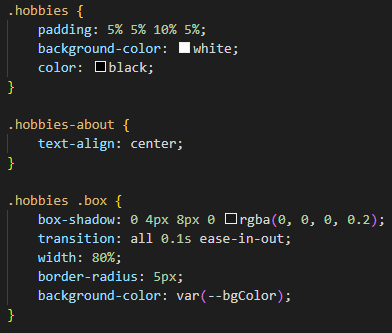 .hobbies {
    padding: 5% 5% 10% 5%;
    background-color: white;
    color: black;
}

.hobbies-about {
    text-align: center;
}

.hobbies .box {
    box-shadow: 0 4px 8px 0 rgba(0, 0, 0, 0.2);
    transition: all 0.1s ease-in-out;
    width: 80%;
    border-radius: 5px;
    background-color: var(--bgColor);
}